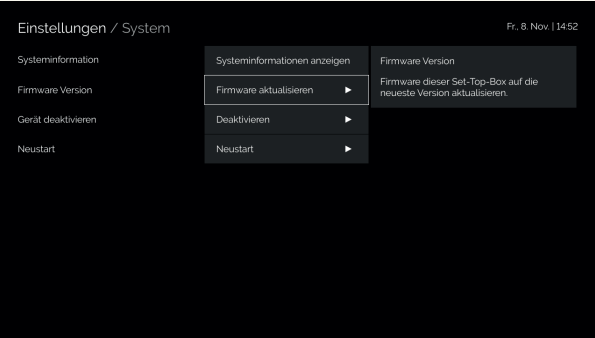 Einstellungen / System
Fr., 8. Nov. | 14:52
Systeminformation
Systeminformationen anzeigen
Firmware Version
Firmware Version
Firmware aktualisieren
Firmware dieser Set-Top-Box auf die
neueste Version aktualisieren.
Gerät deaktivieren
Deaktivieren
Neustart
Neustart